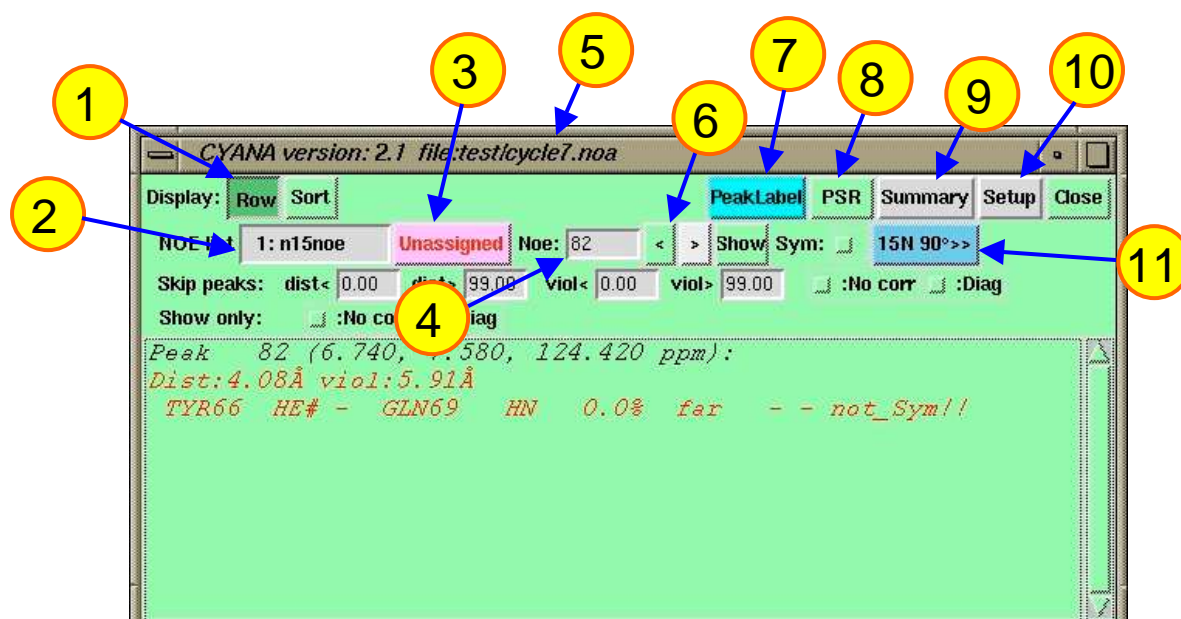 1 2 3 4 5 6 7 8 9 10 11
CYANA version: 2.1 file:test/cycle7.noa
Display: Row Sort PeakLabel PSR Summary Setup Close
1: n15noe Unassigned Noe: 82 < > Show Sym: 15N 90°>>
Skip peaks: dist< 0.00 99.00 viol< 0.00 viol> 99.00 :No corr :Diag
Show only: :No
Peak 82 (6.740, .580, 124.420 ppm):
Dist:4.08Å viol:5.91Å
TYR66 HE# - GLN69 HN 0.0% far - - not_Sym!!